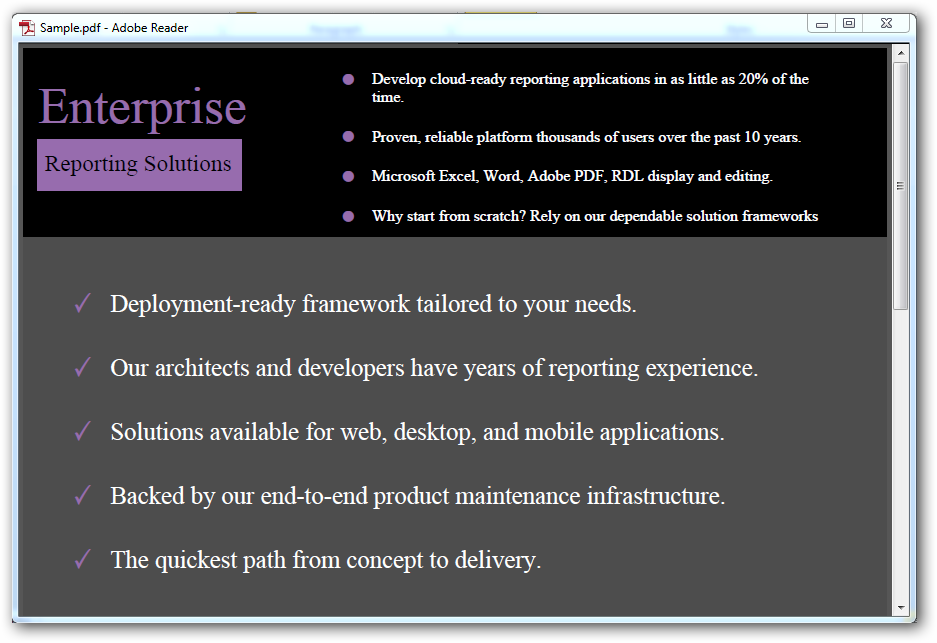 Sample.pdf - Adobe Reader
Enterprise
Reporting Solutions
Develop cloud-ready reporting applications in as little as 20% of the
time.
Proven, reliable platform thousands of users over the past 10 years.
Microsoft Excel, Word, Adobe PDF, RDL display and editing.
Why start from scratch? Rely on our dependable solution frameworks
Deployment-ready framework tailored to your needs.
Our architects and developers have years of reporting experience.
Solutions available for web, desktop, and mobile applications.
Backed by our end-to-end product maintenance infrastructure.
The quickest path from concept to delivery.